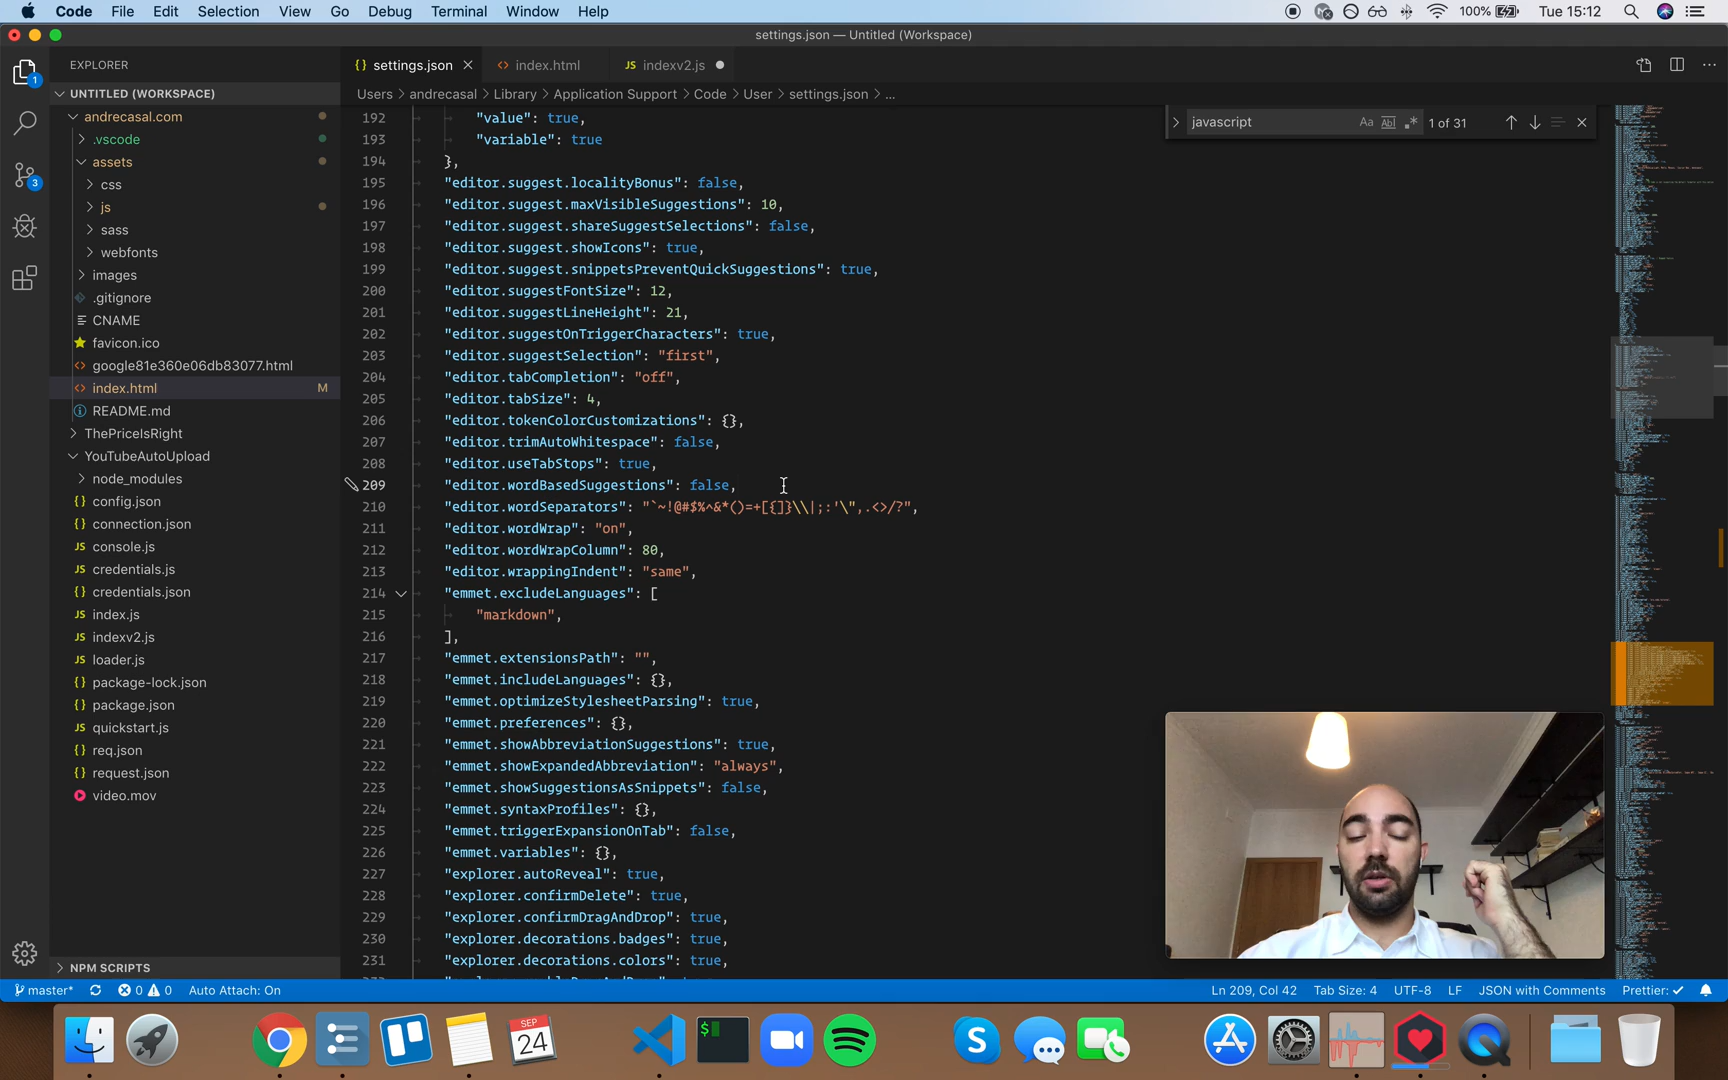 Code File Edit Selection View Go Debug Terminal Window Help 100% Tue 15:12
settings.json — Untitled (Workspace)
EXPLORER
{} settings.json <> index.html JS indexv2.js
UNTITLED (WORKSPACE)
Users > andrecasal > Library > Application Support > Code > User > settings.json > ...
javascript Aa Abl .* 1 of 31
andrecasal.com
.vscode
assets
css
js
sass
webfonts
images
.gitignore
CNAME
favicon.ico
google81e360e06db83077.html
index.html M
README.md
ThePriceIsRight
YouTubeAutoUpload
node_modules
{} config.json
{} connection.json
JS console.js
JS credentials.js
{} credentials.json
JS index.js
JS indexv2.js
JS loader.js
{} package-lock.json
{} package.json
JS quickstart.js
{} req.json
{} request.json
video.mov
NPM SCRIPTS
1
3
192 "value": true,
193 "variable": true
194 },
195 "editor.suggest.localityBonus": false,
196 "editor.suggest.maxVisibleSuggestions": 10,
197 "editor.suggest.shareSuggestSelections": false,
198 "editor.suggest.showIcons": true,
199 "editor.suggest.snippetsPreventQuickSuggestions": true,
200 "editor.suggestFontSize": 12,
201 "editor.suggestLineHeight": 21,
202 "editor.suggestOnTriggerCharacters": true,
203 "editor.suggestSelection": "first",
204 "editor.tabCompletion": "off",
205 "editor.tabSize": 4,
206 "editor.tokenColorCustomizations": {},
207 "editor.trimAutoWhitespace": false,
208 "editor.useTabStops": true,
209 "editor.wordBasedSuggestions": false,
210 "editor.wordSeparators": "`~!@#$%^&*()=+[{]}\\|;:'\",.<>/?",
211 "editor.wordWrap": "on",
212 "editor.wordWrapColumn": 80,
213 "editor.wrappingIndent": "same",
214 "emmet.excludeLanguages": [
215 "markdown",
216 ],
217 "emmet.extensionsPath": "",
218 "emmet.includeLanguages": {},
219 "emmet.optimizeStylesheetParsing": true,
220 "emmet.preferences": {},
221 "emmet.showAbbreviationSuggestions": true,
222 "emmet.showExpandedAbbreviation": "always",
223 "emmet.showSuggestionsAsSnippets": false,
224 "emmet.syntaxProfiles": {},
225 "emmet.triggerExpansionOnTab": false,
226 "emmet.variables": {},
227 "explorer.autoReveal": true,
228 "explorer.confirmDelete": true,
229 "explorer.confirmDragAndDrop": true,
230 "explorer.decorations.badges": true,
231 "explorer.decorations.colors": true,
master* 0 0 Auto Attach: On Ln 209, Col 42 Tab Size: 4 UTF-8 LF JSON with Comments Prettier: ✓
SEP
24
$
S